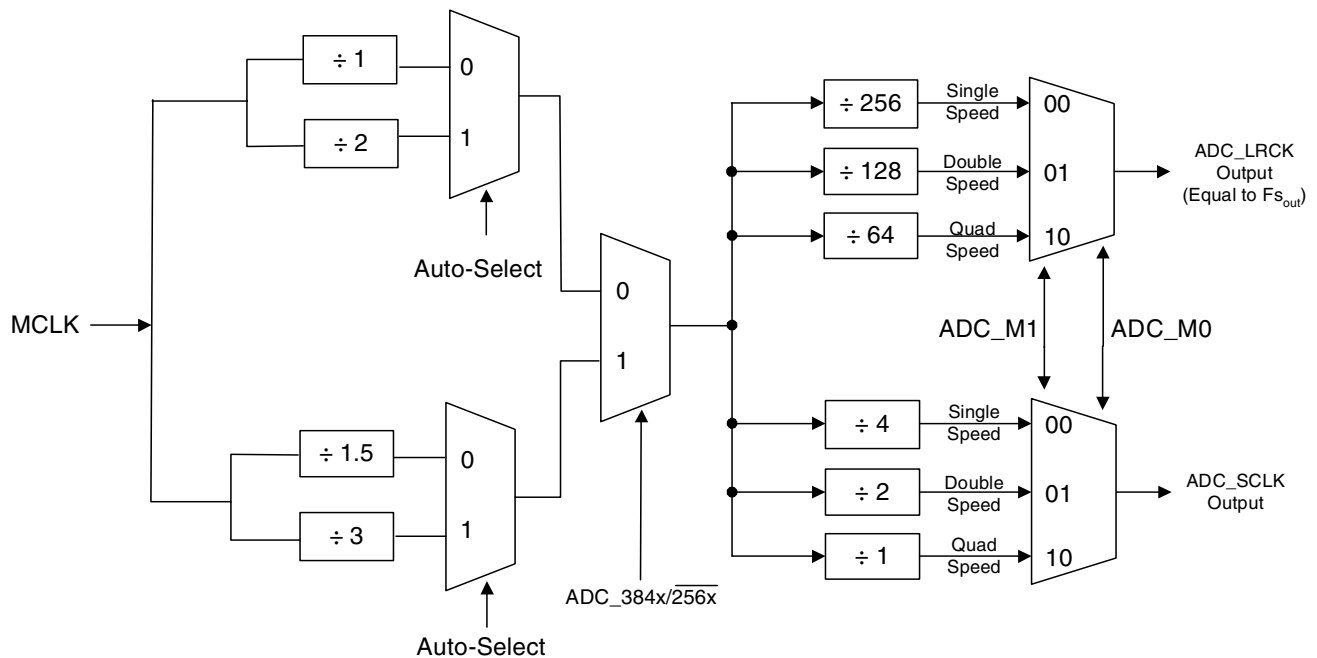 MCLK
÷ 1
÷ 2
0
1
Auto-Select
÷ 1.5
÷ 3
0
1
Auto-Select
0
1
ADC_384x/256x
÷ 256
Single
Speed
00
÷ 128
Double
Speed
01
÷ 64
Quad
Speed
10
ADC_LRCK
Output
(Equal to Fsout)
ADC_M1
ADC_M0
÷ 4
Single
Speed
00
÷ 2
Double
Speed
01
÷ 1
Quad
Speed
10
ADC_SCLK
Output